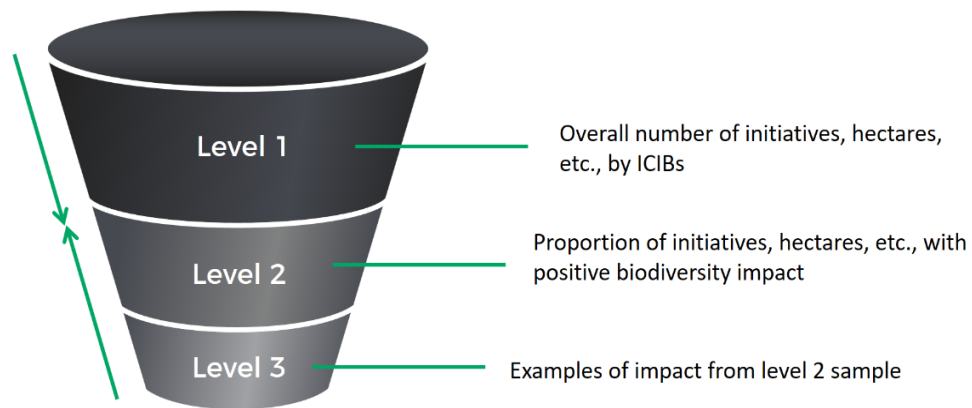 Level 1
Overall number of initiatives, hectares,
etc., by ICIBs
Level 2
Proportion of initiatives, hectares, etc., with
positive biodiversity impact
Level 3
Examples of impact from level 2 sample